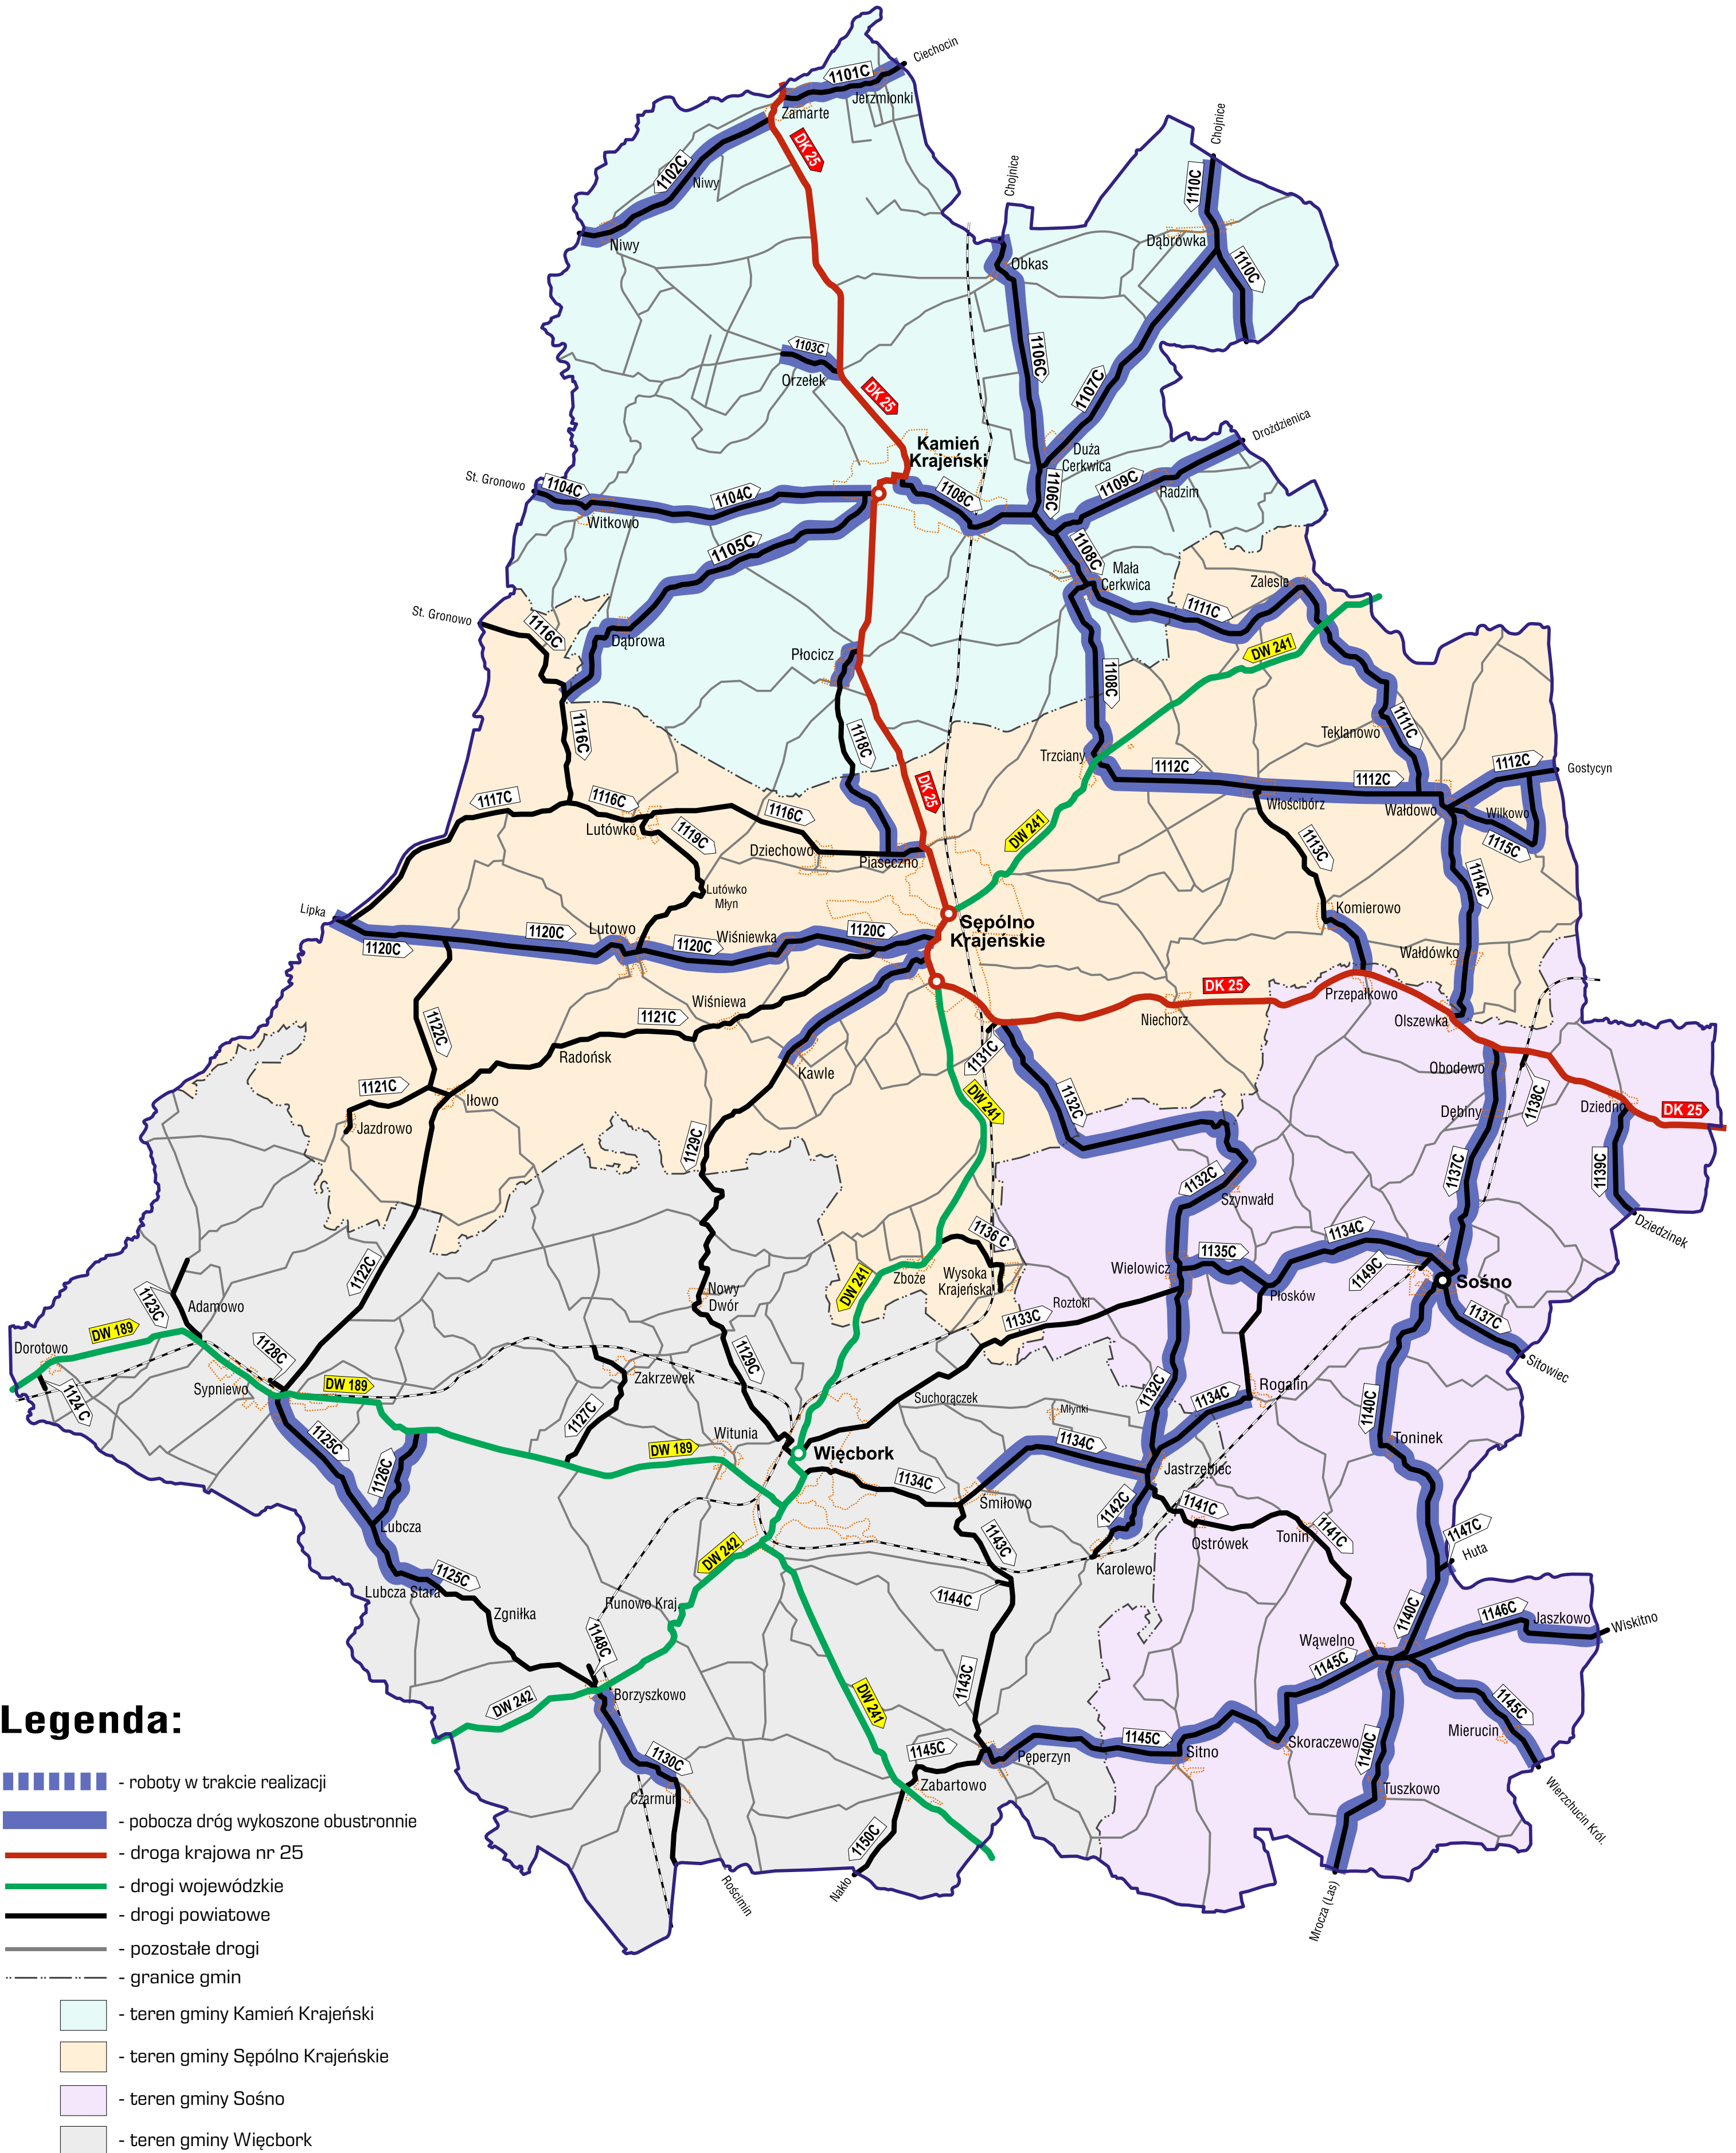 Ciechocin
1101C
Jerzmionki
Zamarte
DK 25
1102C
Niwy
Niwy
Chojnice
Chojnice
1110C
Dąbrówka
1110C
Obkas
1103C
Orzełek
1106C
1107C
DK 25
Kamień
Krajeński
Duża
Cerkwica
Drożdzienica
St. Gronowo
1104C
1104C
Witkowo
1108C
1106C
1109C
Radzim
1105C
1108C
Mała
Cerkwica
Zalesie
St. Gronowo
1116C
Dąbrowa
1111C
DW 241
Płocicz
1108C
1116C
1118C
Teklanowo
1111C
Trzciany
1112C
1112C
1112C
Gostycyn
DK 25
1117C
1116C
1116C
Włościbórz
Wałdowo
Wilkowo
Lutówko
1119C
DW 241
1113C
1115C
Dziechowo
Piaseczno
Lutówko
Młyn
1114C
Komierowo
Lipka
1120C
1120C
Lutowo
1120C
Wiśniewka
1120C
Sępólno
Krajeńskie
Wałdówko
DK 25
Przepałkowo
Wiśniewa
1121C
Niechorz
Olszewka
1122C
Radońsk
1131C
Kawle
Obodowo
1121C
Iłowo
DW 241
1132C
1138C
Dębiny
Dziedno
DK 25
Jazdrowo
1129C
1137C
1139C
1132C
Szynwałd
Dziedzinek
1136 C
1134C
1122C
Zboże
Wysoka
Krajeńska
Wielowicz
1135C
1149C
Sośno
DW 241
1123C
Adamowo
Nowy
Dwór
Roztoki
Płosków
1133C
1137C
DW 189
Dorotowo
1128C
1129C
Sitowiec
1124 C
Sypniewo
DW 189
Zakrzewek
Suchorączek
1132C
1134C
Rogalin
1127C
Młynki
1140C
1125C
Witunia
DW 189
Więcbork
1134C
Toninek
1126C
1134C
Jastrzębiec
Śmiłowo
Lubcza
1142C
1141C
Ostrówek
Tonin
1141C
1147C
Huta
1143C
DW 242
Karolewo
1125C
Lubcza Stara
Zgniłka
Runowo Kraj.
1144C
1140C
1146C
Jaszkowo
Wiskitno
1148C
Wąwelno
1145C
1143C
Borzyszkowo
DW 242
DW 241
1145C
Mierucin
1145C
Skoraczewo
1140C
1130C
1145C
Pęperzyn
Sitno
Czarmuń
Zabartowo
Tuszkowo
Wierzchucin Król.
1150C
Rościmin
Nakło
Mrocza (Las)
Legenda:
- roboty w trakcie realizacji
- pobocza dróg wykoszone obustronnie
- droga krajowa nr 25
- drogi wojewódzkie
- drogi powiatowe
- pozostałe drogi
- granice gmin
- teren gminy Kamień Krajeński
- teren gminy Sępólno Krajeńskie
- teren gminy Sośno
- teren gminy Więcbork